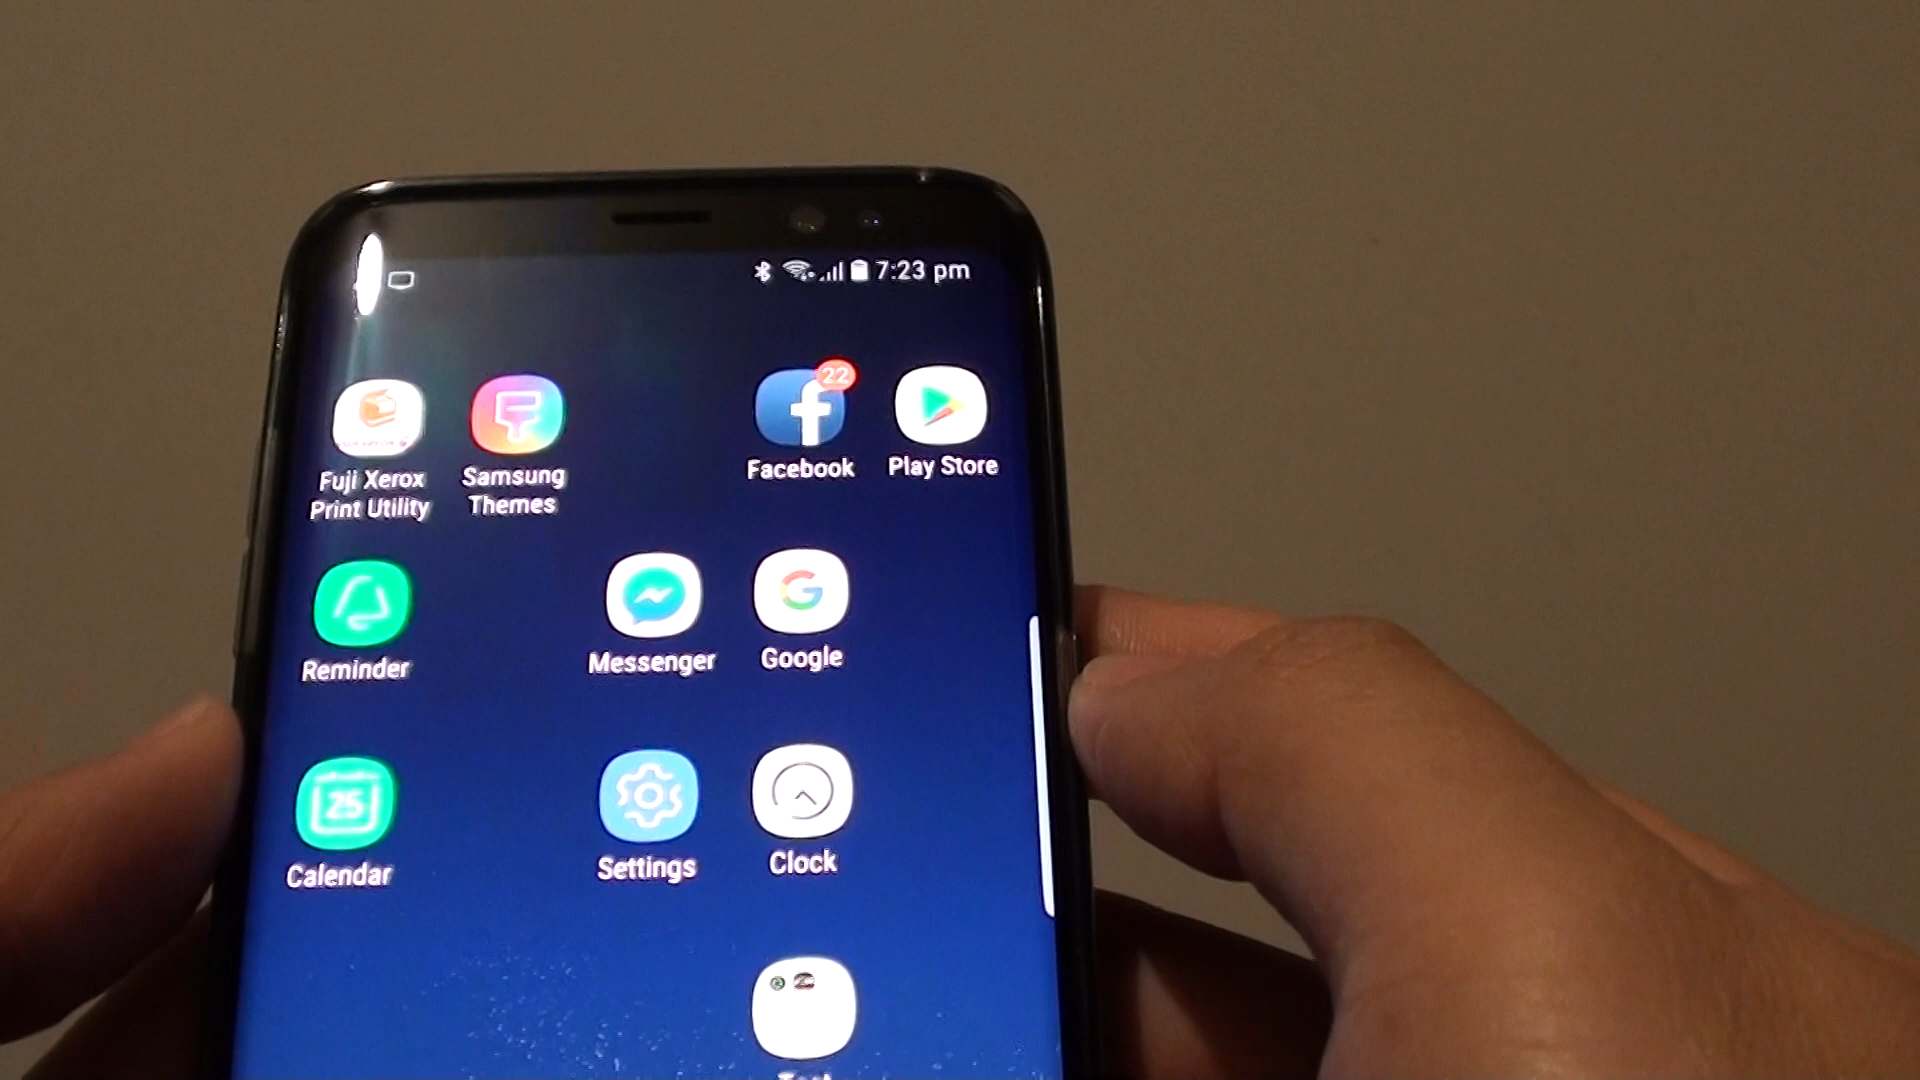 7:23 pm
22
Fuji Xerox
Print Utility
Samsung
Themes
Facebook
Play Store
Reminder
Messenger
Google
25
Calendar
Settings
Clock